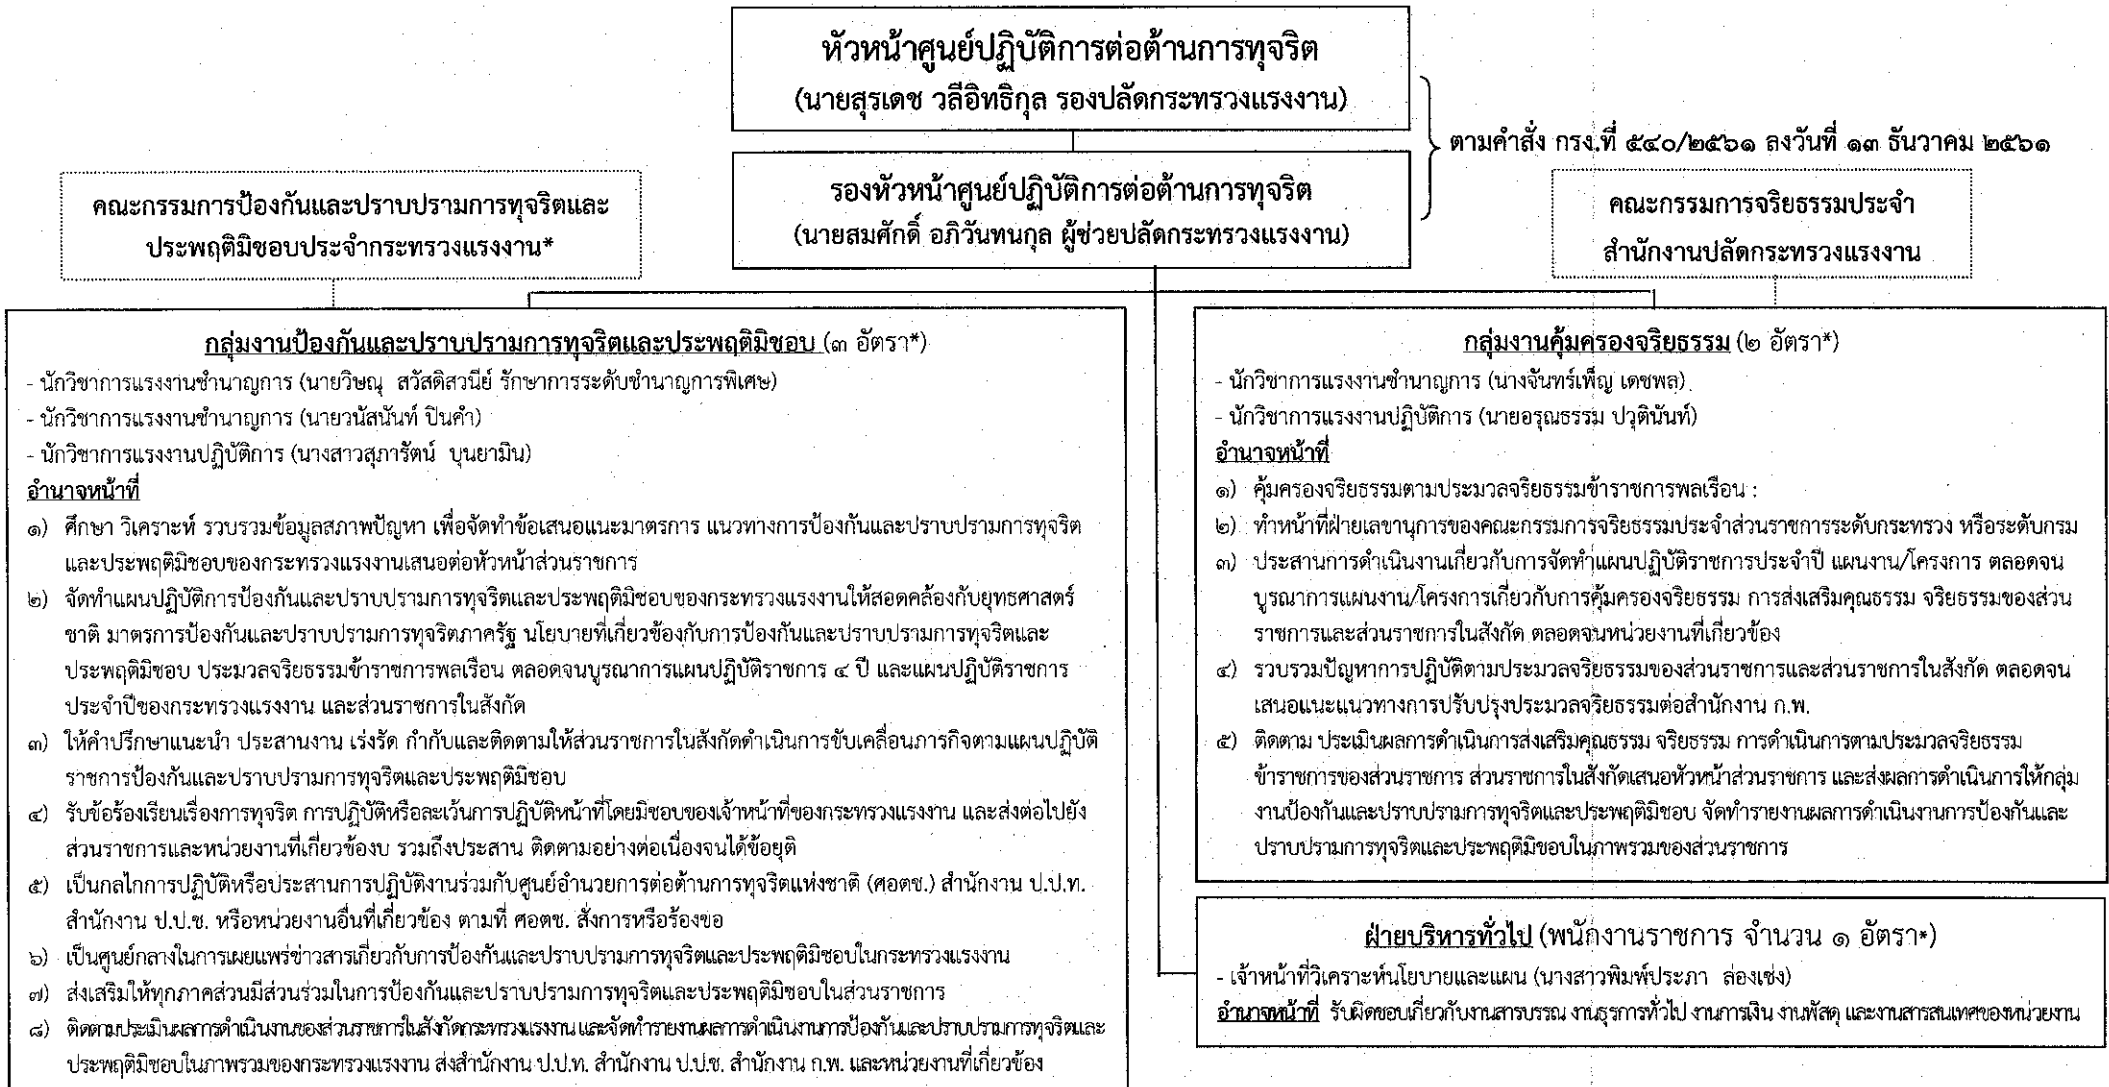 หัวหน้าศูนย์ปฏิบัติการต่อต้านการทุจริต
(นายสุรเดช วลีอิทธิกุล รองปลัดกระทรวงแรงงาน)
ตามคำสั่ง กรง.ที่ ๕๔๐/๒๕๖๑ ลงวันที่ ๑๓ ธันวาคม ๒๕๖๑
รองหัวหน้าศูนย์ปฏิบัติการต่อต้านการทุจริต
(นายสมศักดิ์ อภิวันทนกุล ผู้ช่วยปลัดกระทรวงแรงงาน)
คณะกรรมการป้องกันและปราบปรามการทุจริตและ
ประพฤติมิชอบประจำกระทรวงแรงงาน*
คณะกรรมการจริยธรรมประจำ
สำนักงานปลัดกระทรวงแรงงาน
กลุ่มงานป้องกันและปราบปรามการทุจริตและประพฤติมิชอบ (๓ อัตรา*)
- นักวิชาการแรงงานชำนาญการ (นายวิษณุ สวัสดิสวนีย์ รักษาการระดับชำนาญการพิเศษ)
- นักวิชาการแรงงานชำนาญการ (นายวนัสนันท์ ปินคำ)
- นักวิชาการแรงงานปฏิบัติการ (นางสาวสุภารัตน์ บุนยามิน)
อำนาจหน้าที่
๑) ศึกษา วิเคราะห์ รวบรวมข้อมูลสภาพปัญหา เพื่อจัดทำข้อเสนอแนะมาตรการ แนวทางการป้องกันและปราบปรามการทุจริต
และประพฤติมิชอบของกระทรวงแรงงานเสนอต่อหัวหน้าส่วนราชการ
๒) จัดทำแผนปฏิบัติการป้องกันและปราบปรามการทุจริตและประพฤติมิชอบของกระทรวงแรงงานให้สอดคล้องกับยุทธศาสตร์
ชาติ มาตรการป้องกันและปราบปรามการทุจริตภาครัฐ นโยบายที่เกี่ยวข้องกับการป้องกันและปราบปรามการทุจริตและ
ประพฤติมิชอบ ประมวลจริยธรรมข้าราชการพลเรือน ตลอดจนบูรณาการแผนปฏิบัติราชการ ๔ ปี และแผนปฏิบัติราชการ
ประจำปีของกระทรวงแรงงาน และส่วนราชการในสังกัด
๓) ให้คำปรึกษาแนะนำ ประสานงาน เร่งรัด กำกับและติดตามให้ส่วนราชการในสังกัดดำเนินการขับเคลื่อนภารกิจตามแผนปฏิบัติ
ราชการป้องกันและปราบปรามการทุจริตและประพฤติมิชอบ
๔) รับข้อร้องเรียนเรื่องการทุจริต การปฏิบัติหรือละเว้นการปฏิบัติหน้าที่โดยมิชอบของเจ้าหน้าที่ของกระทรวงแรงงาน และส่งต่อไปยัง
ส่วนราชการและหน่วยงานที่เกี่ยวข้องบ รวมถึงประสาน ติดตามอย่างต่อเนื่องจนได้ข้อยุติ
๕) เป็นกลไกการปฏิบัติหรือประสานการปฏิบัติงานร่วมกับศูนย์อำนวยการต่อต้านการทุจริตแห่งชาติ (ศอตช.) สำนักงาน ป.ป.ท.
สำนักงาน ป.ป.ช. หรือหน่วยงานอื่นที่เกี่ยวข้อง ตามที่ ศอตช. สั่งการหรือร้องขอ
๖) เป็นศูนย์กลางในการเผยแพร่ข่าวสารเกี่ยวกับการป้องกันและปราบปรามการทุจริตและประพฤติมิชอบในกระทรวงแรงงาน
๗) ส่งเสริมให้ทุกภาคส่วนมีส่วนร่วมในการป้องกันและปราบปรามการทุจริตและประพฤติมิชอบในส่วนราชการ
๘) ติดตามประเมินผลการดำเนินงานของส่วนราชการในสังกัดกระทรวงแรงงาน และจัดทำรายงานผลการดำเนินงานการป้องกันและปราบปรามการทุจริตและ
ประพฤติมิชอบในภาพรวมของกระทรวงแรงงาน ส่งสำนักงาน ป.ป.ท. สำนักงาน ป.ป.ช. สำนักงาน ก.พ. และหน่วยงานที่เกี่ยวข้อง
กลุ่มงานคุ้มครองจริยธรรม (๒ อัตรา*)
- นักวิชาการแรงงานชำนาญการ (นางจันทร์เพ็ญ เดชพล)
- นักวิชาการแรงงานปฏิบัติการ (นายอรุณธรรม ปวุตินันท์)
อำนาจหน้าที่
๑) คุ้มครองจริยธรรมตามประมวลจริยธรรมข้าราชการพลเรือน :
๒) ทำหน้าที่ฝ่ายเลขานุการของคณะกรรมการจริยธรรมประจำส่วนราชการระดับกระทรวง หรือระดับกรม
๓) ประสานการดำเนินงานเกี่ยวกับการจัดทำแผนปฏิบัติราชการประจำปี แผนงาน/โครงการ ตลอดจน
บูรณาการแผนงาน/โครงการเกี่ยวกับการคุ้มครองจริยธรรม การส่งเสริมคุณธรรม จริยธรรมของส่วน
ราชการและส่วนราชการในสังกัด ตลอดจนหน่วยงานที่เกี่ยวข้อง
๔) รวบรวมปัญหาการปฏิบัติตามประมวลจริยธรรมของส่วนราชการและส่วนราชการในสังกัด ตลอดจน
เสนอแนะแนวทางการปรับปรุงประมวลจริยธรรมต่อสำนักงาน ก.พ.
๕) ติดตาม ประเมินผลการดำเนินการส่งเสริมคุณธรรม จริยธรรม การดำเนินการตามประมวลจริยธรรม
ข้าราชการของส่วนราชการ ส่วนราชการในสังกัดเสนอหัวหน้าส่วนราชการ และส่งผลการดำเนินการให้กลุ่ม
งานป้องกันและปราบปรามการทุจริตและประพฤติมิชอบ จัดทำรายงานผลการดำเนินงานการป้องกันและ
ปราบปรามการทุจริตและประพฤติมิชอบในภาพรวมของส่วนราชการ
ฝ่ายบริหารทั่วไป (พนักงานราชการ จำนวน ๑ อัตรา*)
- เจ้าหน้าที่วิเคราะห์นโยบายและแผน (นางสาวพิมพ์ประภา ล่องเซ่ง)
อำนาจหน้าที่ รับผิดชอบเกี่ยวกับงานสารบรรณ งานธุรการทั่วไป งานการเงิน งานพัสดุ และงานสารสนเทศของหน่วยงาน